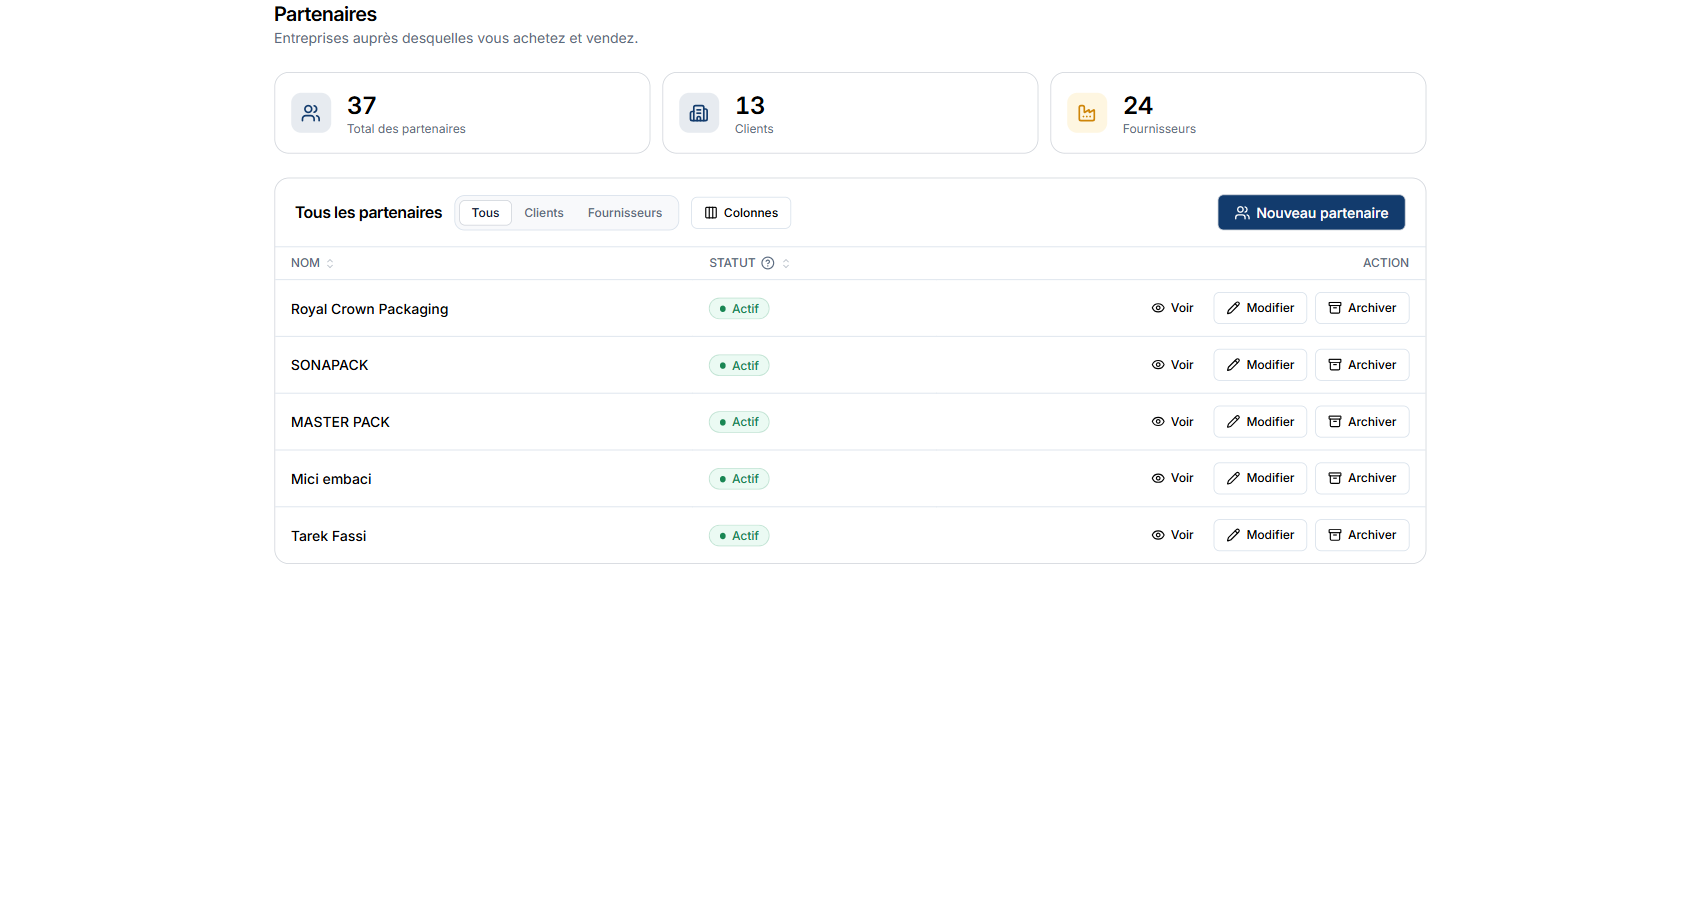 Partenaires
Entreprises auprès desquelles vous achetez et vendez.
37
Total des partenaires
13
Clients
24
Fournisseurs
Tous les partenaires Tous Clients Fournisseurs Colonnes Nouveau partenaire
NOM STATUT ? ACTION
Royal Crown Packaging Actif Voir Modifier Archiver
SONAPACK Actif Voir Modifier Archiver
MASTER PACK Actif Voir Modifier Archiver
Mici embaci Actif Voir Modifier Archiver
Tarek Fassi Actif Voir Modifier Archiver